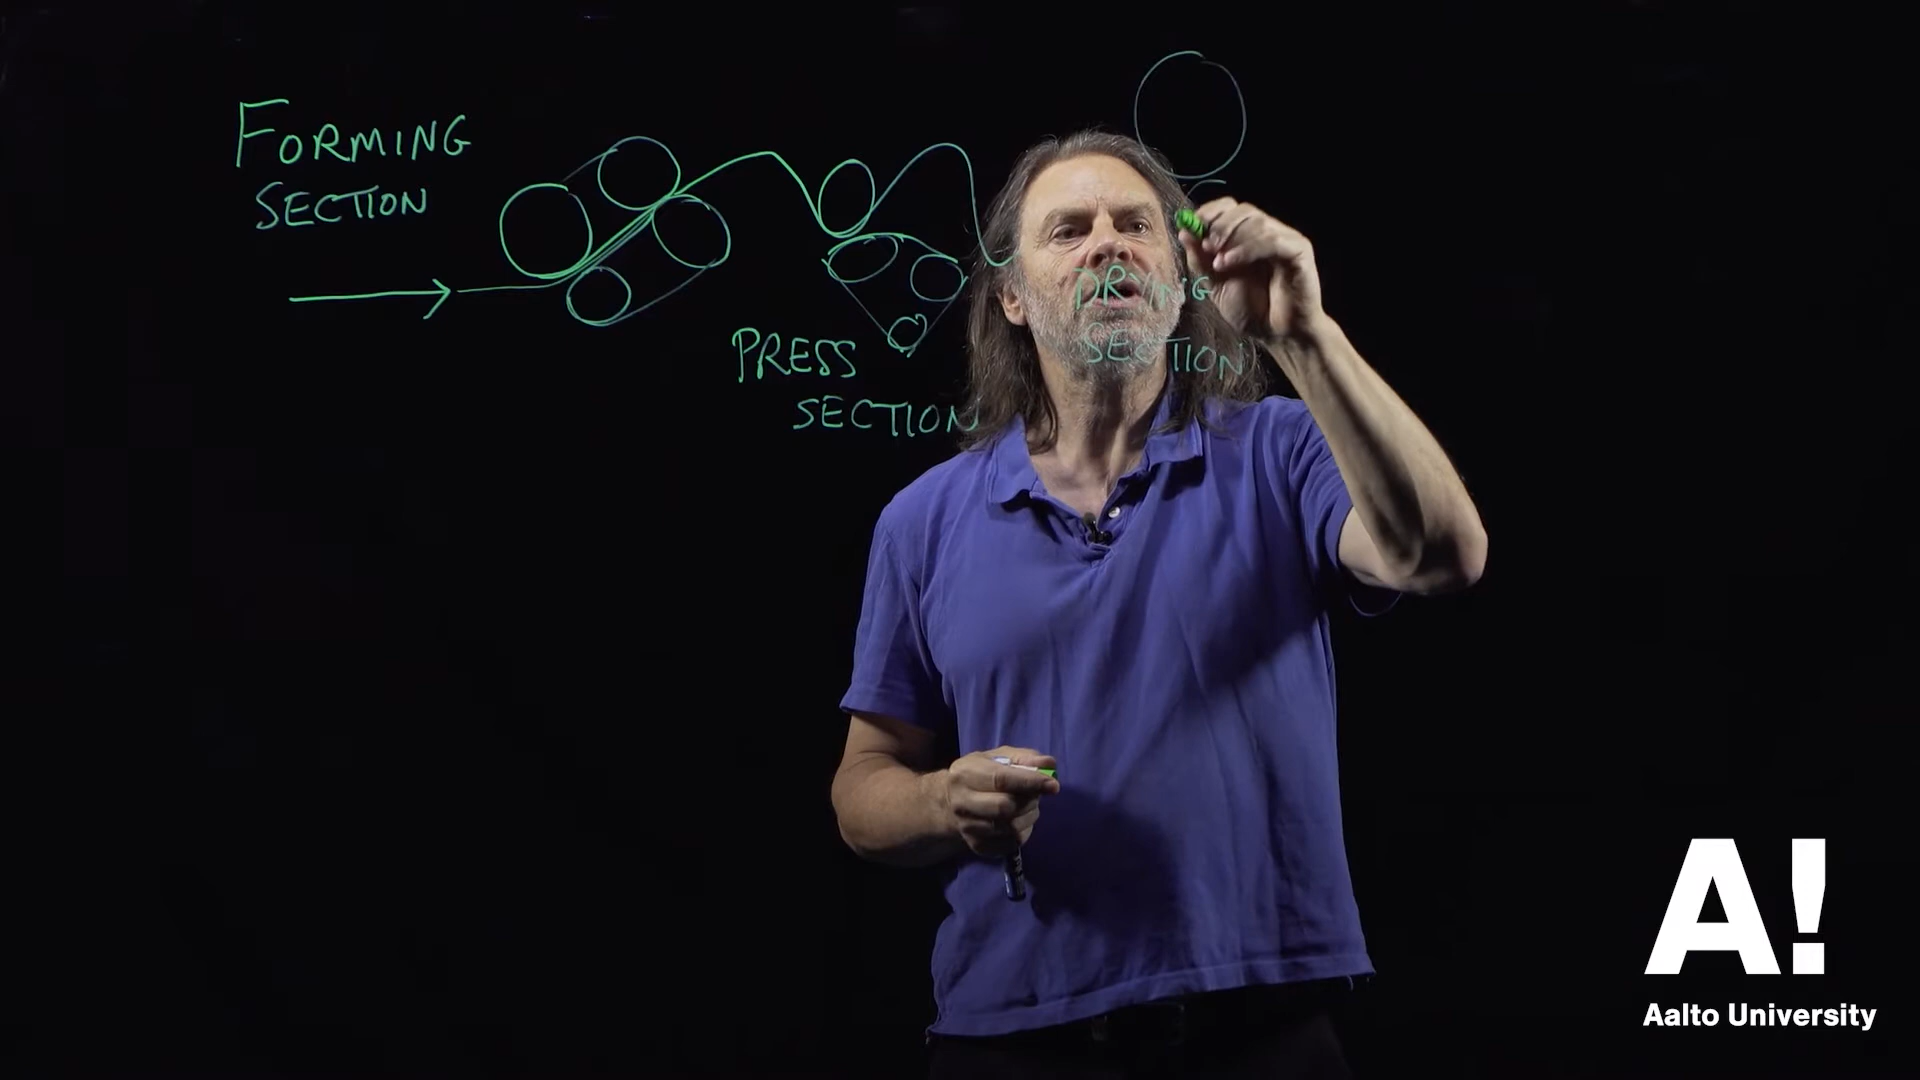 FORMING
SECTION
PRESS
SECTION
DRYING
SECTION
A!
Aalto University